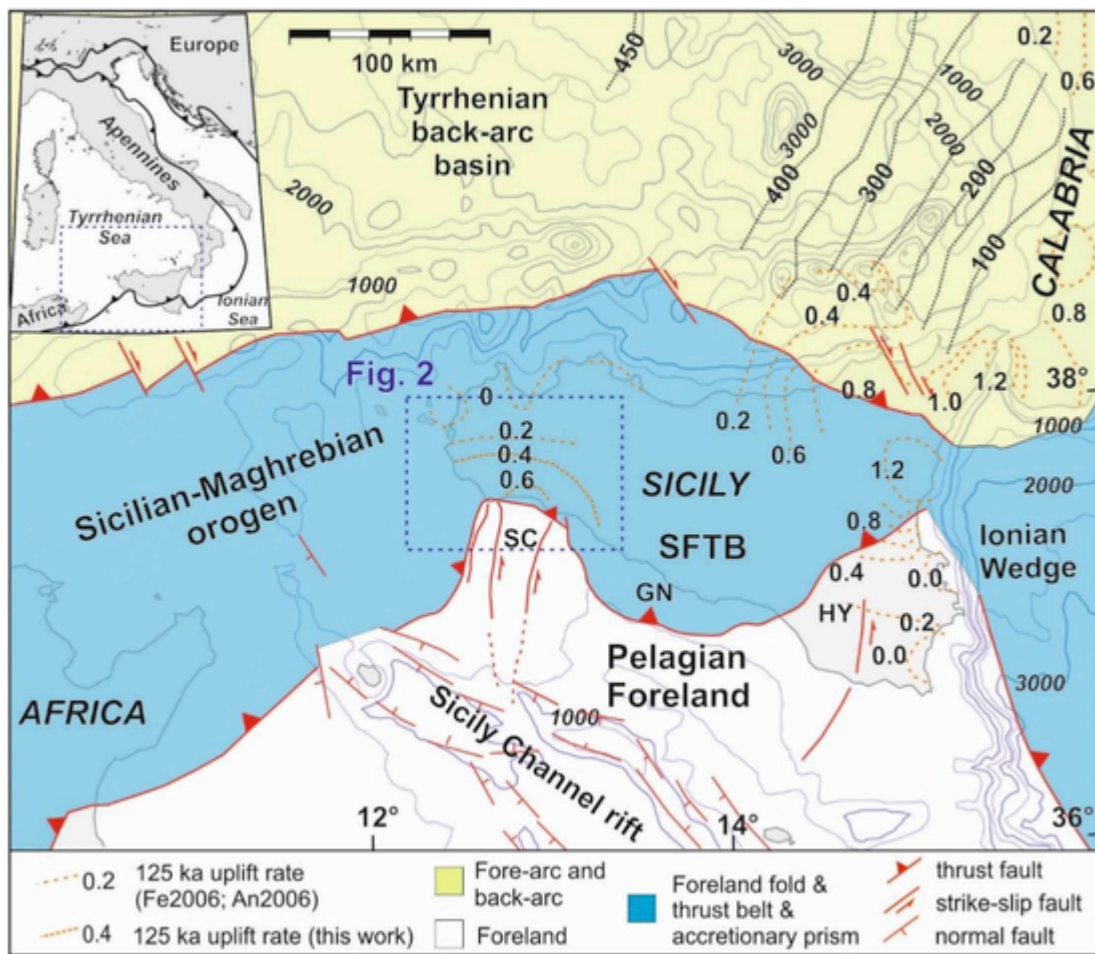 Europe
Apennines
Tyrrhenian
Sea
Africa
Ionian
Sea
100 km
Tyrrhenian
back-arc
basin
450
3000
1000
0.2
0.6
3000
2000
400
300
200
100
CALABRIA
2000
1000
0.4
0.4
0.8
0.8
1.2
38°
1.0
1000
Fig. 2
0
0.2
0.4
0.6
0.2
0.6
1.2
2000
Sicilian-Maghrebian
orogen
SICILY
SFTB
0.8
Ionian
Wedge
SC
GN
0.4
0.0
HY
0.2
0.0
Pelagian
Foreland
3000
AFRICA
Sicily Channel rift
1000
12°
14°
36°
0.2
125 ka uplift rate
(Fe2006; An2006)
0.4
125 ka uplift rate (this work)
Fore-arc and
back-arc
Foreland
Foreland fold &
thrust belt &
accretionary prism
thrust fault
strike-slip fault
normal fault